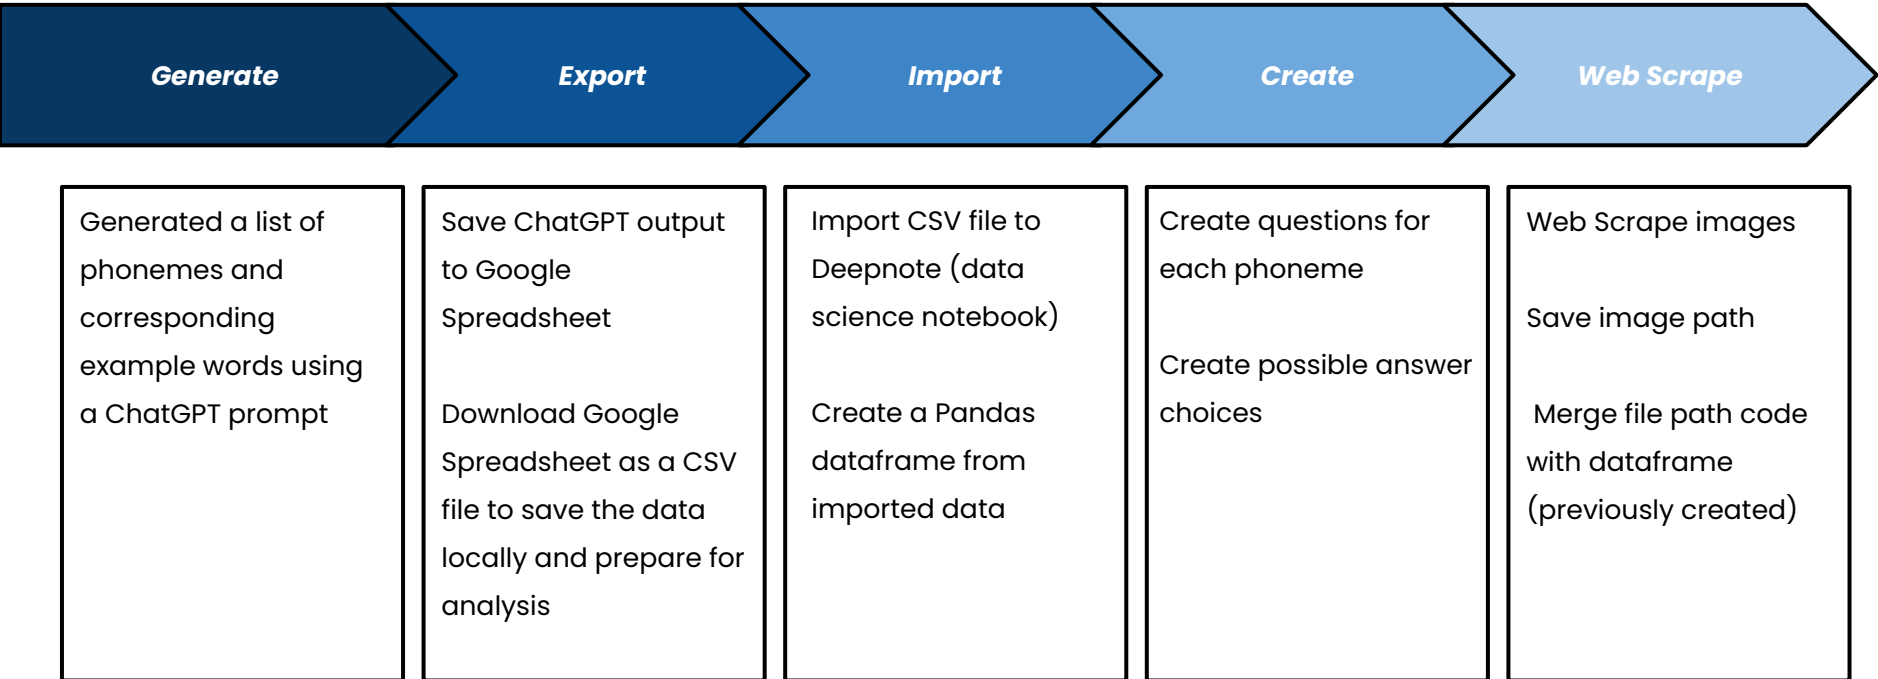 Generate
Export
Import
Create
Web Scrape
Generated a list of
phonemes and
corresponding
example words using
a ChatGPT prompt
Save ChatGPT output
to Google
Spreadsheet
Download Google
Spreadsheet as a CSV
file to save the data
locally and prepare for
analysis
Import CSV file to
Deepnote (data
science notebook)
Create a Pandas
dataframe from
imported data
Create questions for
each phoneme
Create possible answer
choices
Web Scrape images
Save image path
Merge file path code
with dataframe
(previously created)